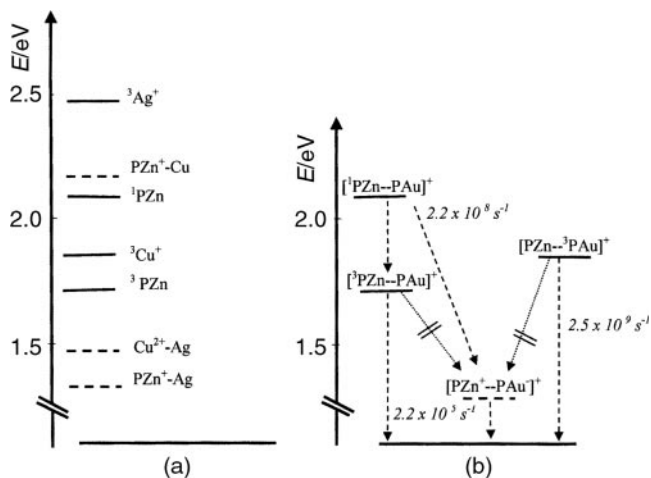 E/eV
2.5
2.0
1.5
³Ag⁺
PZn⁺-Cu
¹PZn
³Cu⁺
³ PZn
Cu²⁺-Ag
PZn⁺-Ag
(a)
E/eV
2.0
1.5
[¹PZn--PAu]⁺
2.2 x 10⁸ s⁻¹
[PZn--³PAu]⁺
[³PZn--PAu]⁺
2.5 x 10⁹ s⁻¹
[PZn⁺--PAu⁻]⁺
2.2 x 10⁵ s⁻¹
(b)